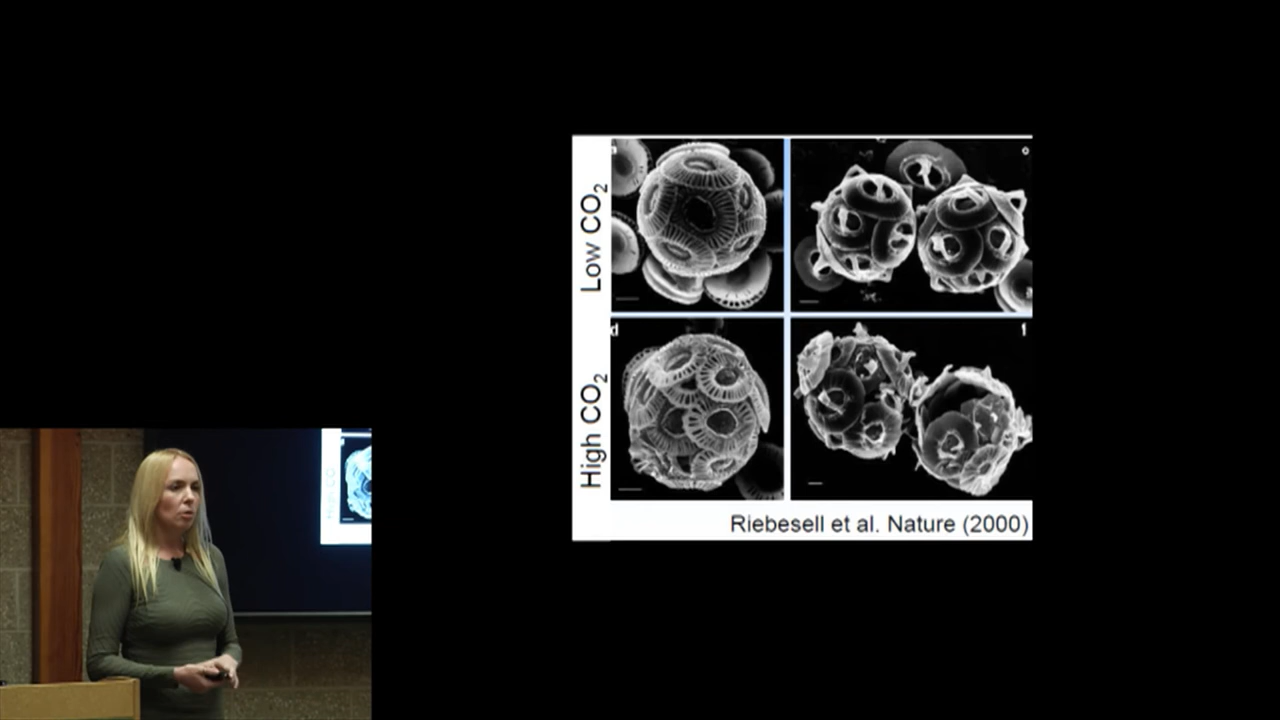 Low CO2
High CO2
d
f
Riebesell et al. Nature (2000)